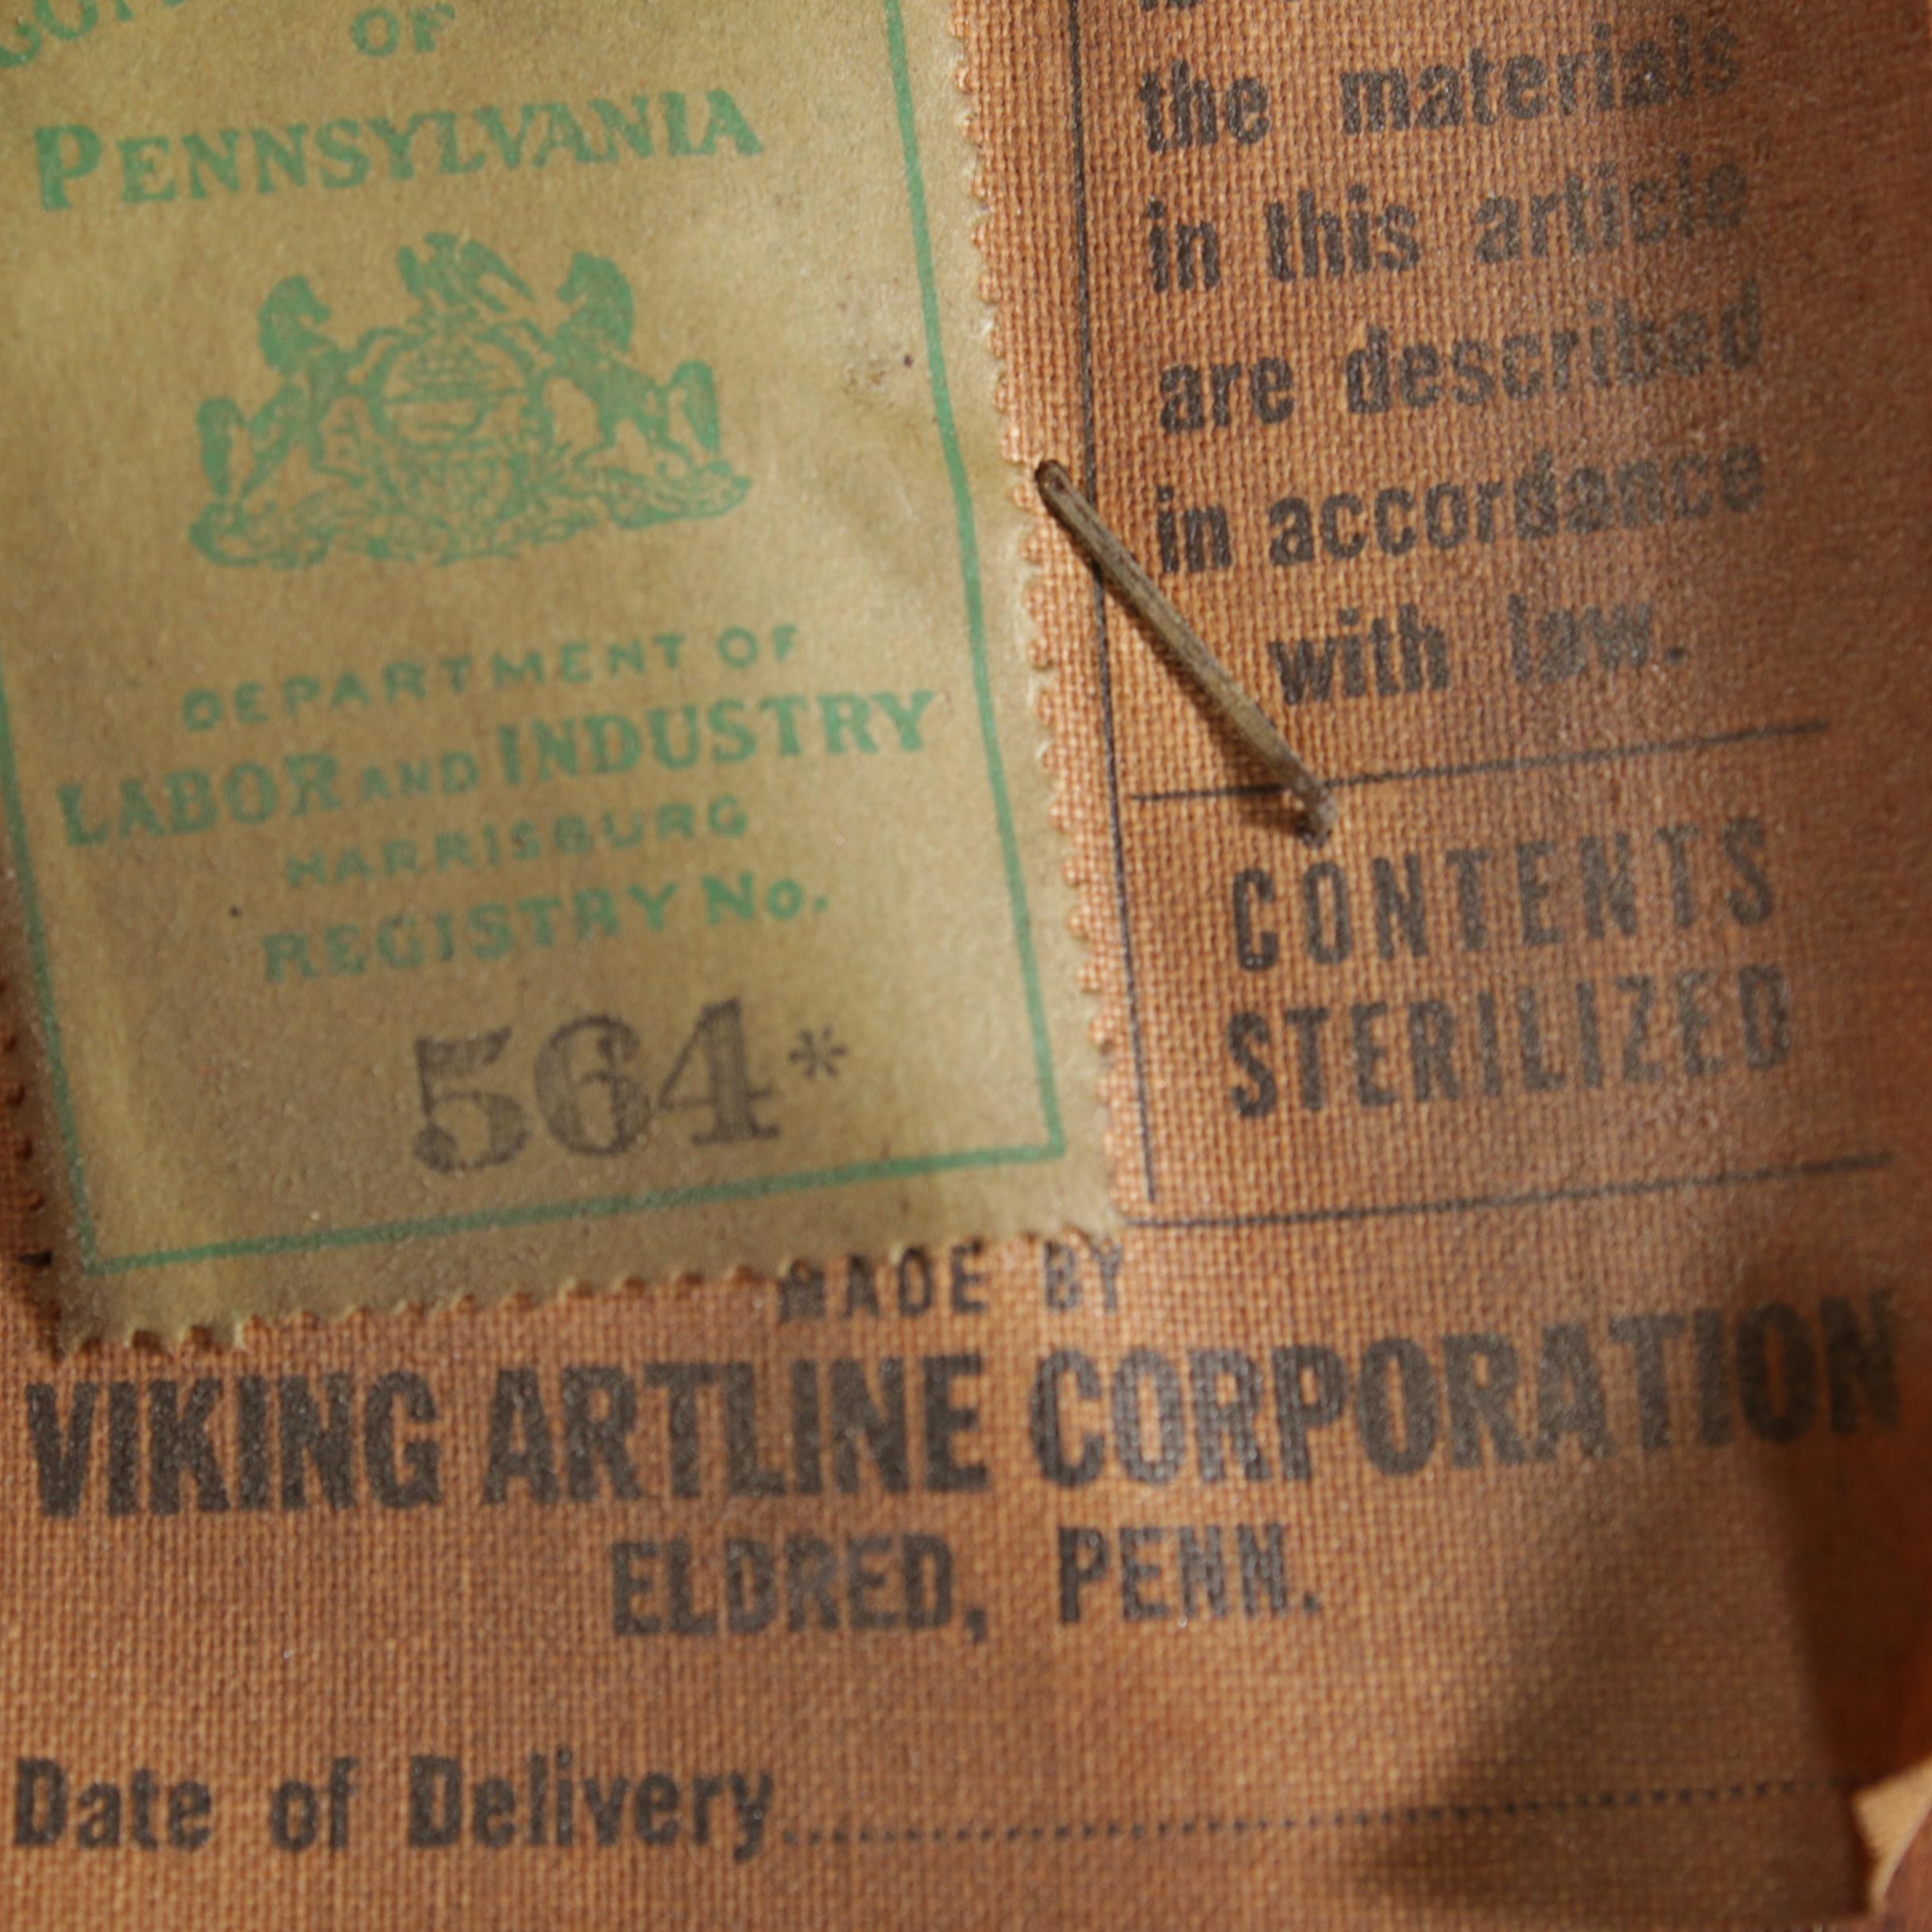 OF
PENNSYLVANIA
DEPARTMENT OF
LABOR AND INDUSTRY
HARRISBURG
REGISTRY No.
564*
the materials
in this article
are described
in accordance
with law.
CONTENTS
STERILIZED
MADE BY
VIKING ARTLINE CORPORATION
ELDRED, PENN.
Date of Delivery